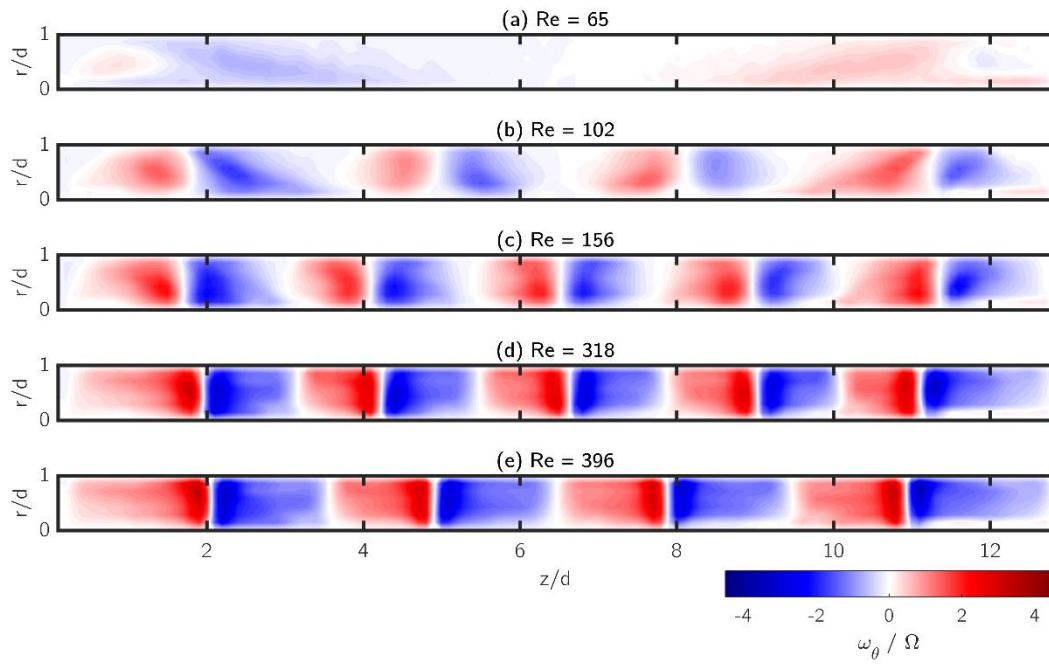 (a) Re = 65
1
r/d
0
(b) Re = 102
1
r/d
0
(c) Re = 156
1
r/d
0
(d) Re = 318
1
r/d
0
(e) Re = 396
1
r/d
0
2 4 6 8 10 12
z/d
-4 -2 0 2 4
ω_θ / Ω